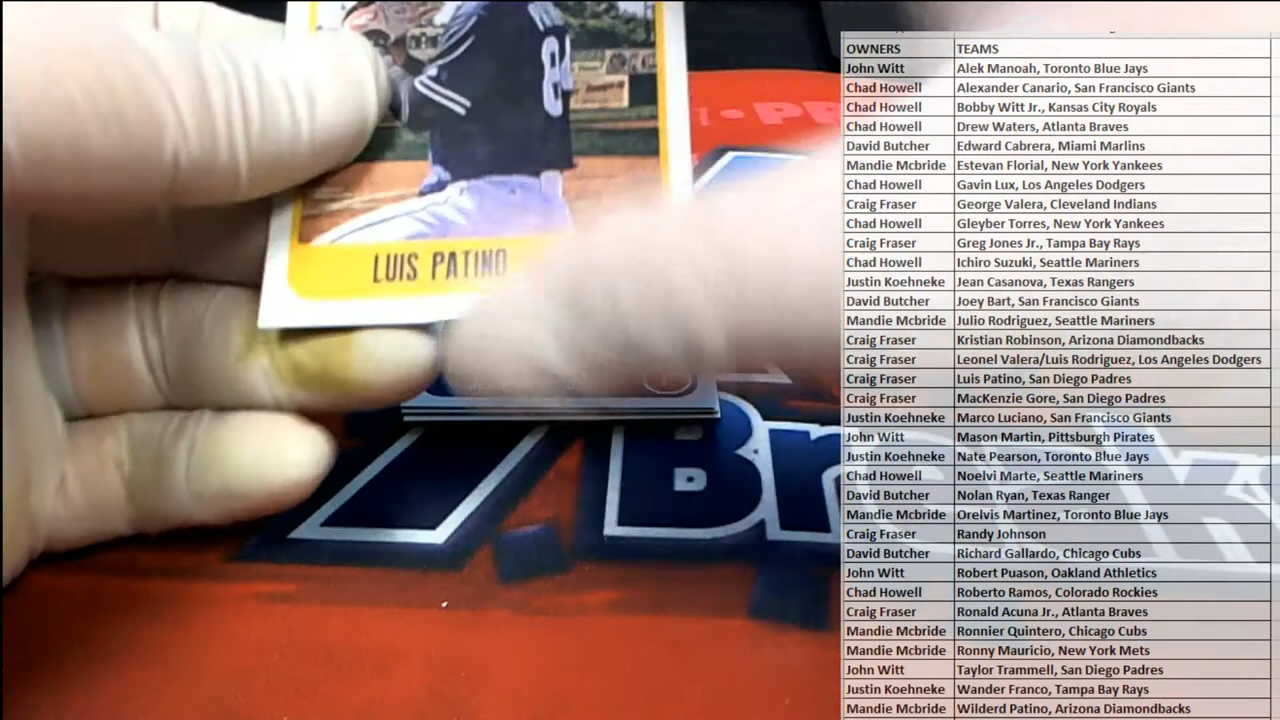 LUIS PATINO
PR
Br
OWNERS TEAMS
John Witt Alek Manoah, Toronto Blue Jays
Chad Howell Alexander Canario, San Francisco Giants
Chad Howell Bobby Witt Jr., Kansas City Royals
Chad Howell Drew Waters, Atlanta Braves
David Butcher Edward Cabrera, Miami Marlins
Mandie Mcbride Estevan Florial, New York Yankees
Chad Howell Gavin Lux, Los Angeles Dodgers
Craig Fraser George Valera, Cleveland Indians
Chad Howell Gleyber Torres, New York Yankees
Craig Fraser Greg Jones Jr., Tampa Bay Rays
Chad Howell Ichiro Suzuki, Seattle Mariners
Justin Koehneke Jean Casanova, Texas Rangers
David Butcher Joey Bart, San Francisco Giants
Mandie Mcbride Julio Rodriguez, Seattle Mariners
Craig Fraser Kristian Robinson, Arizona Diamondbacks
Craig Fraser Leonel Valera/Luis Rodriguez, Los Angeles Dodgers
Craig Fraser Luis Patino, San Diego Padres
Craig Fraser MacKenzie Gore, San Diego Padres
Justin Koehneke Marco Luciano, San Francisco Giants
John Witt Mason Martin, Pittsburgh Pirates
Justin Koehneke Nate Pearson, Toronto Blue Jays
Chad Howell Noelvi Marte, Seattle Mariners
David Butcher Nolan Ryan, Texas Ranger
Mandie Mcbride Orelvis Martinez, Toronto Blue Jays
Craig Fraser Randy Johnson
David Butcher Richard Gallardo, Chicago Cubs
John Witt Robert Puason, Oakland Athletics
Chad Howell Roberto Ramos, Colorado Rockies
Craig Fraser Ronald Acuna Jr., Atlanta Braves
Mandie Mcbride Ronnier Quintero, Chicago Cubs
Mandie Mcbride Ronny Mauricio, New York Mets
John Witt Taylor Trammell, San Diego Padres
Justin Koehneke Wander Franco, Tampa Bay Rays
Mandie Mcbride Wilderd Patino, Arizona Diamondbacks